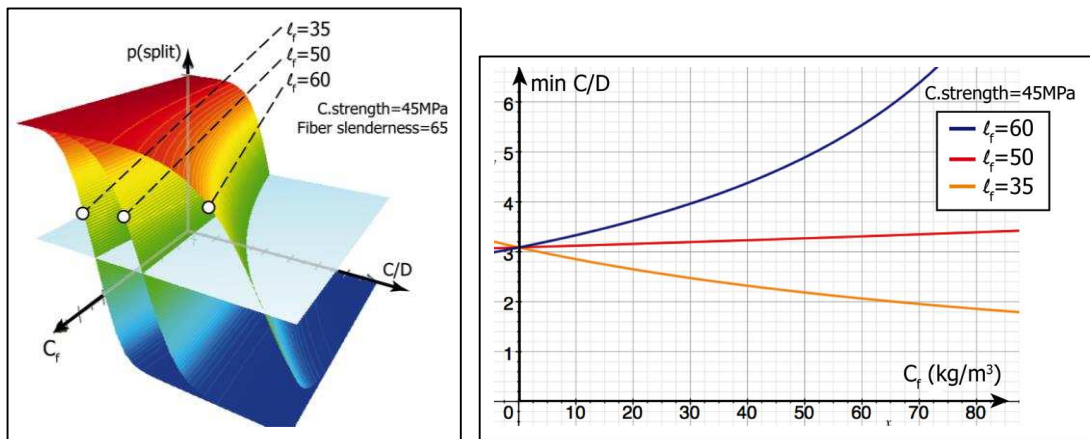 p(split)
ℓf=35
ℓf=50
ℓf=60
C.strength=45MPa
Fiber slenderness=65
C/D
Cf
min C/D
C.strength=45MPa
ℓf=60
ℓf=50
ℓf=35
6
5
4
3
2
1
Cf (kg/m³)
0 10 20 30 40 50 60 70 80
x